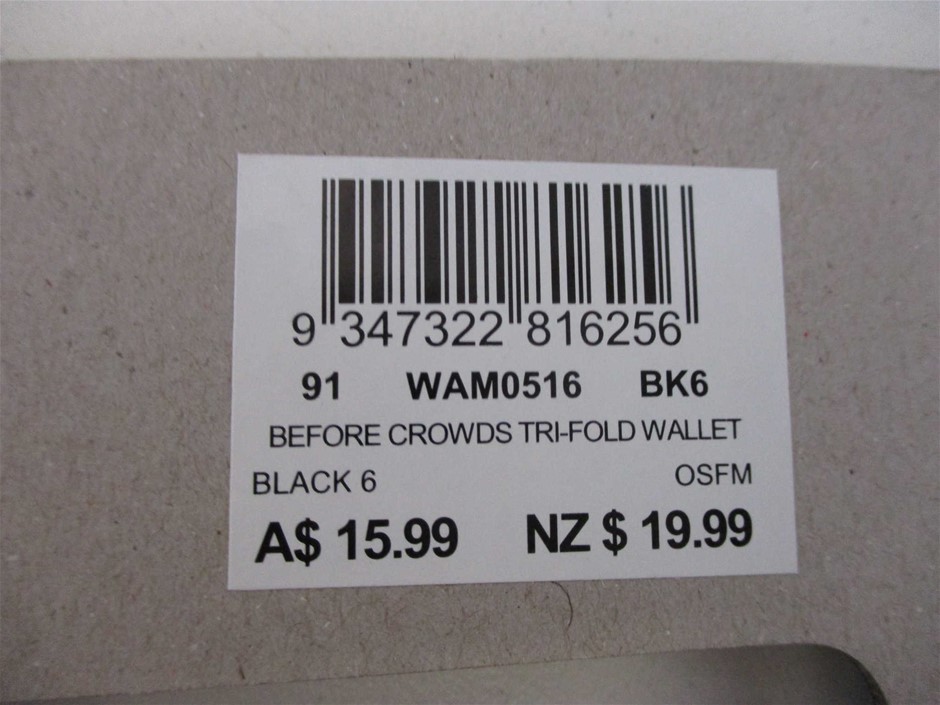 9 347322 816256
91 WAM0516 BK6
BEFORE CROWDS TRI-FOLD WALLET
BLACK 6 OSFM
A$ 15.99 NZ $ 19.99